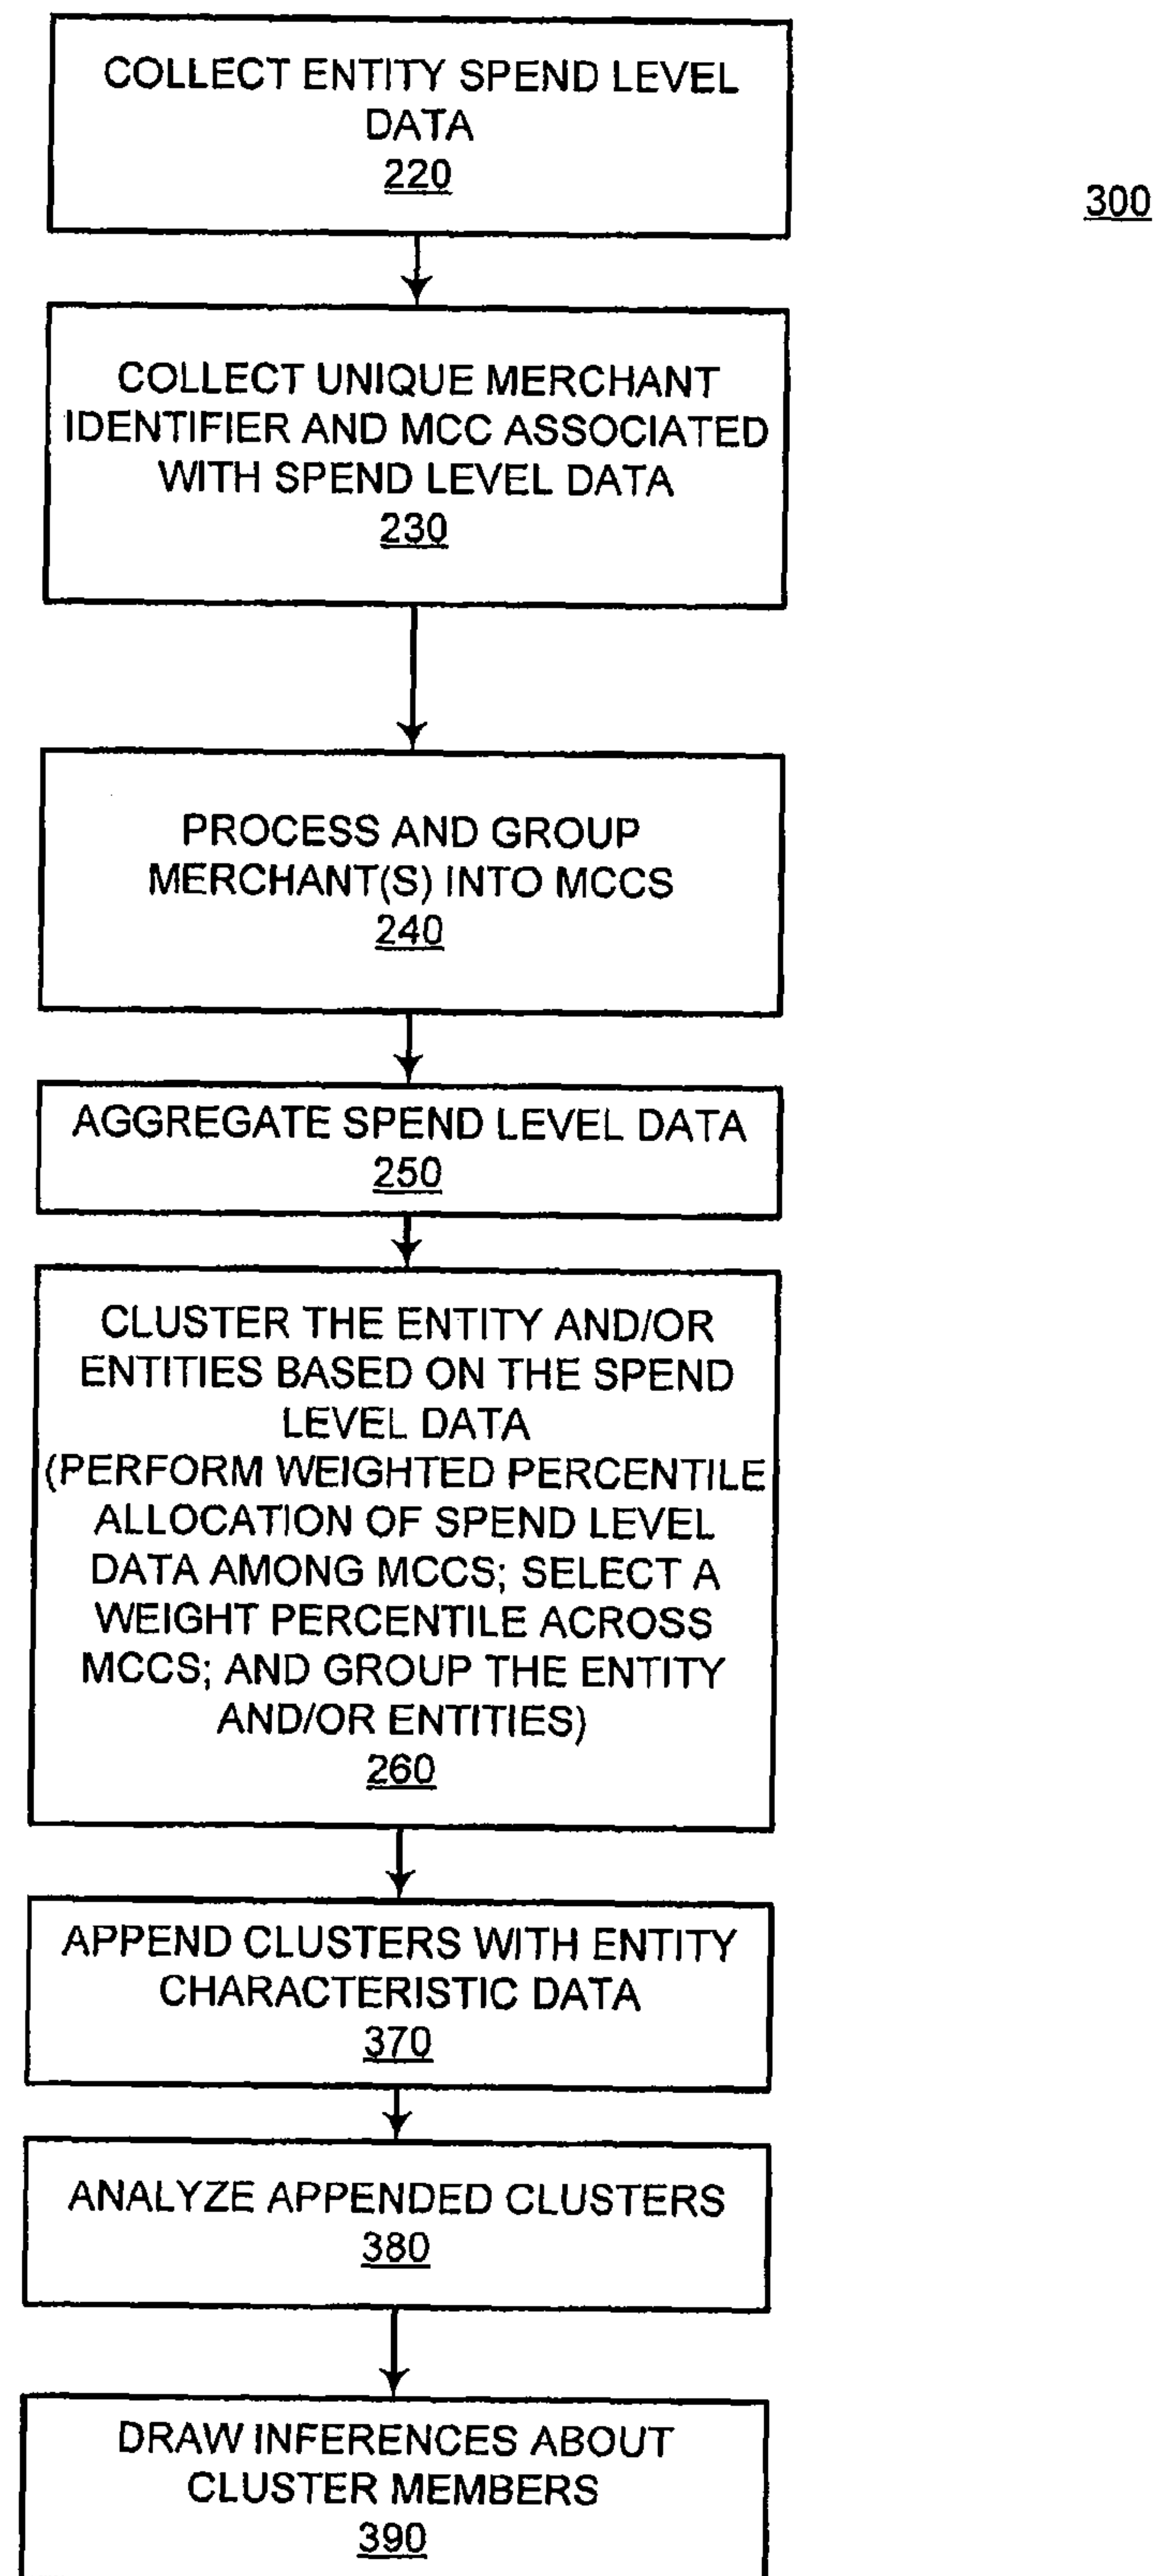 COLLECT ENTITY SPEND LEVEL
DATA
220
300
COLLECT UNIQUE MERCHANT
IDENTIFIER AND MCC ASSOCIATED
WITH SPEND LEVEL DATA
230
PROCESS AND GROUP
MERCHANT(S) INTO MCCS
240
AGGREGATE SPEND LEVEL DATA
250
CLUSTER THE ENTITY AND/OR
ENTITIES BASED ON THE SPEND
LEVEL DATA
(PERFORM WEIGHTED PERCENTILE
ALLOCATION OF SPEND LEVEL
DATA AMONG MCCS; SELECT A
WEIGHT PERCENTILE ACROSS
MCCS; AND GROUP THE ENTITY
AND/OR ENTITIES)
260
APPEND CLUSTERS WITH ENTITY
CHARACTERISTIC DATA
370
ANALYZE APPENDED CLUSTERS
380
DRAW INFERENCES ABOUT
CLUSTER MEMBERS
390